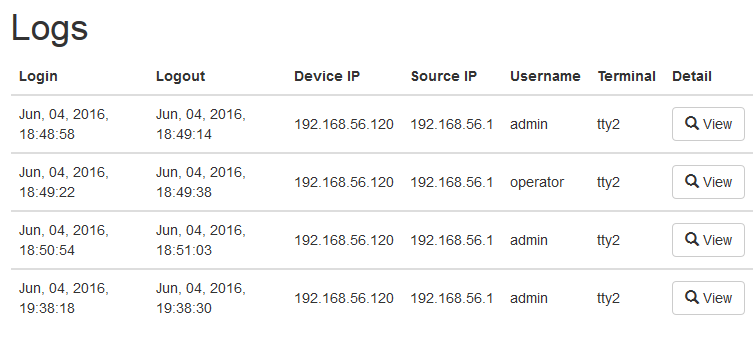 Logs
Login Logout Device IP Source IP Username Terminal Detail
Jun, 04, 2016, Jun, 04, 2016,
18:48:58 18:49:14 192.168.56.120 192.168.56.1 admin tty2 View
Jun, 04, 2016, Jun, 04, 2016,
18:49:22 18:49:38 192.168.56.120 192.168.56.1 operator tty2 View
Jun, 04, 2016, Jun, 04, 2016,
18:50:54 18:51:03 192.168.56.120 192.168.56.1 admin tty2 View
Jun, 04, 2016, Jun, 04, 2016,
19:38:18 19:38:30 192.168.56.120 192.168.56.1 admin tty2 View